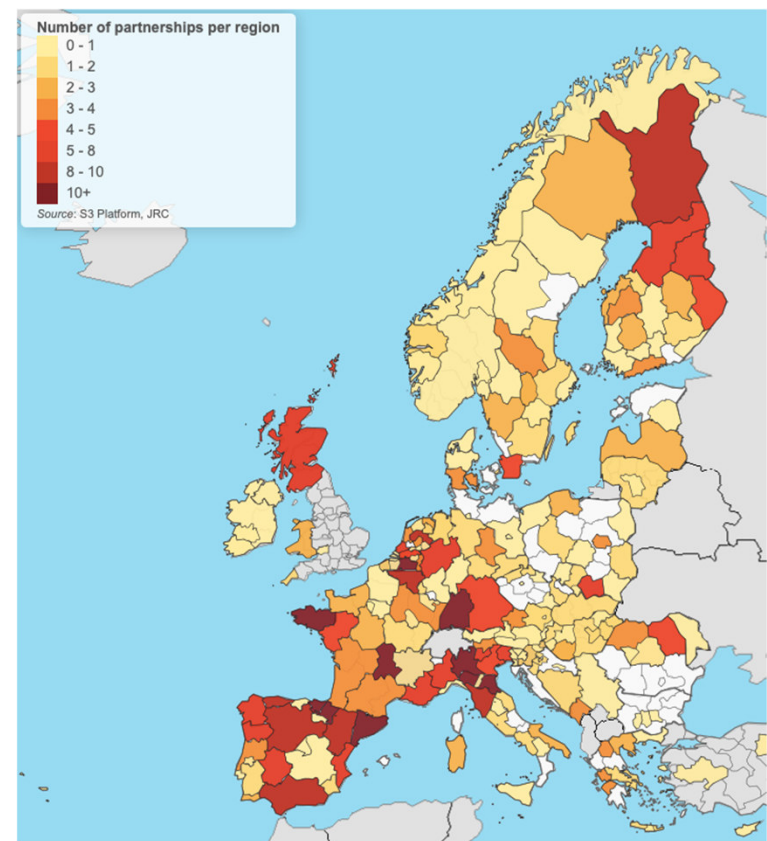 Number of partnerships per region
0 - 1
1 - 2
2 - 3
3 - 4
4 - 5
5 - 8
8 - 10
10+
Source: S3 Platform, JRC